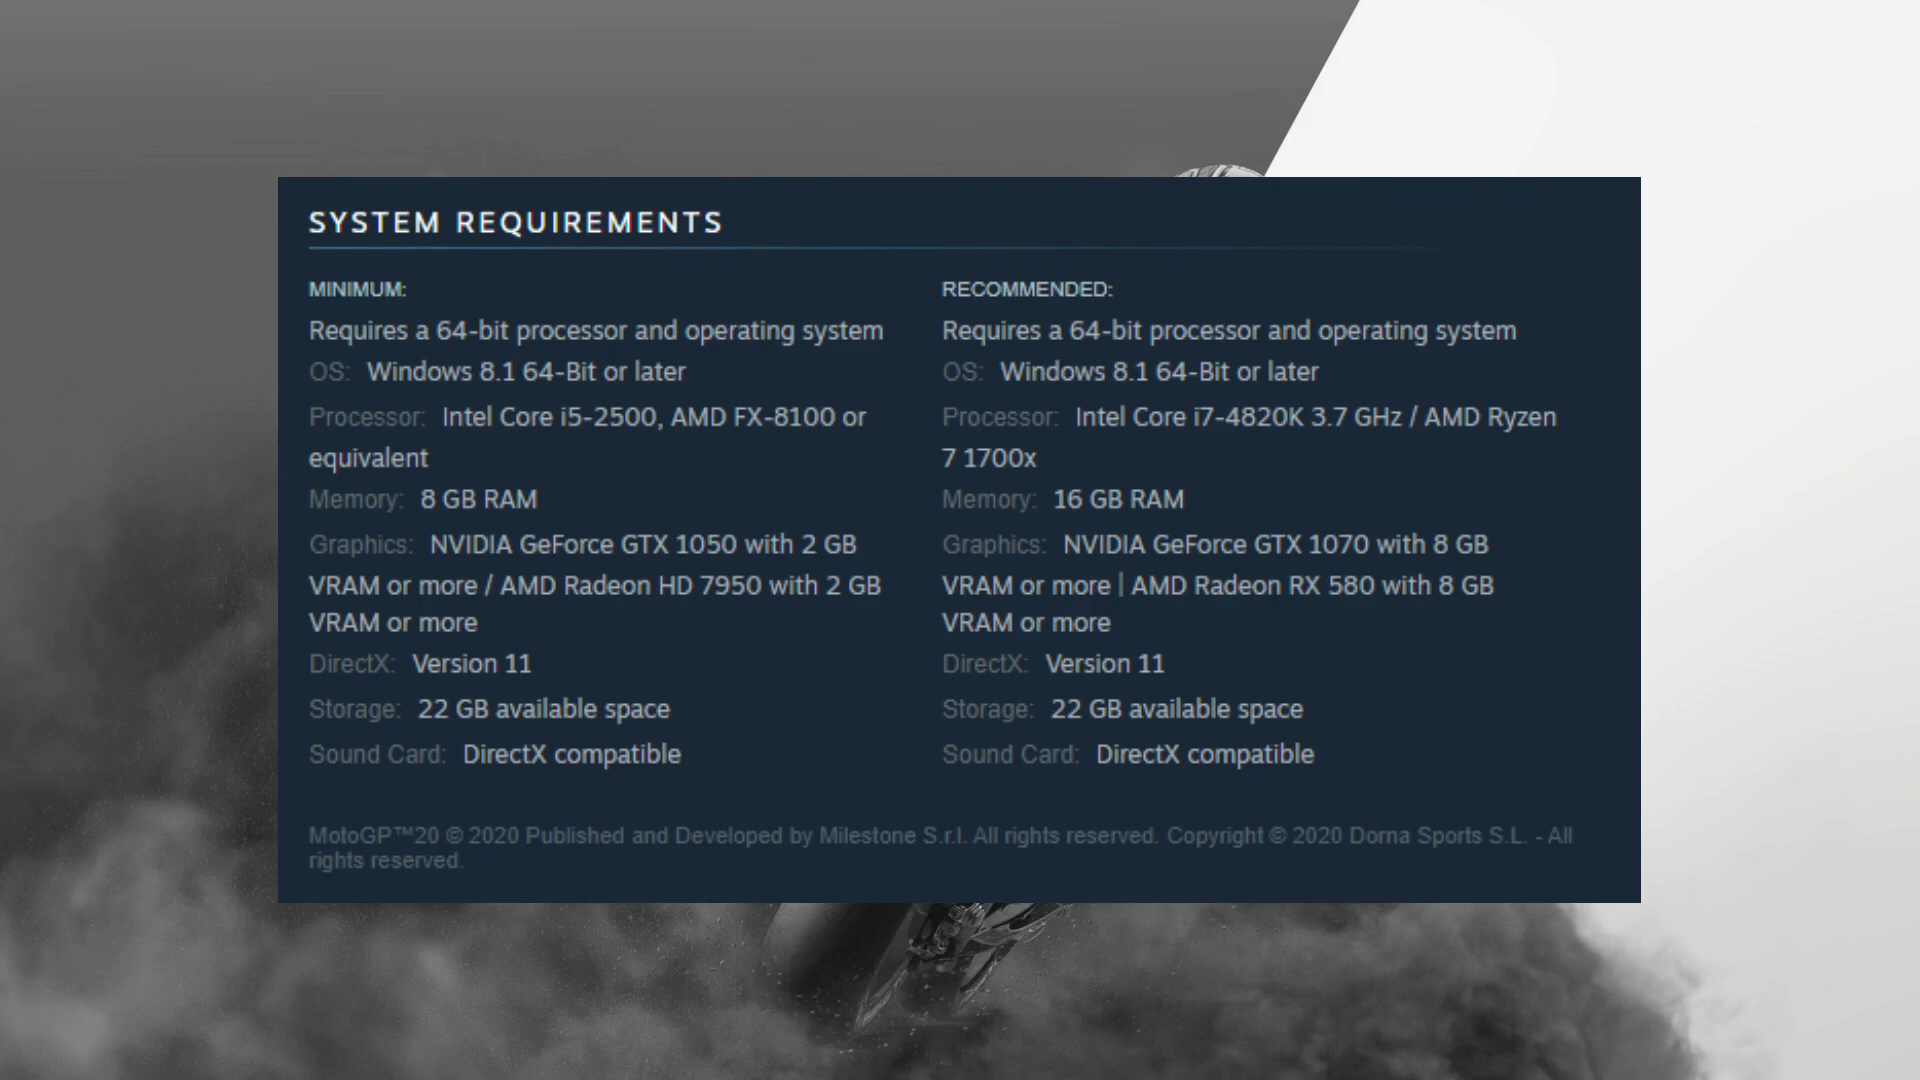 SYSTEM REQUIREMENTS
MINIMUM:
Requires a 64-bit processor and operating system
OS: Windows 8.1 64-Bit or later
Processor: Intel Core i5-2500, AMD FX-8100 or
equivalent
Memory: 8 GB RAM
Graphics: NVIDIA GeForce GTX 1050 with 2 GB
VRAM or more / AMD Radeon HD 7950 with 2 GB
VRAM or more
DirectX: Version 11
Storage: 22 GB available space
Sound Card: DirectX compatible
RECOMMENDED:
Requires a 64-bit processor and operating system
OS: Windows 8.1 64-Bit or later
Processor: Intel Core i7-4820K 3.7 GHz / AMD Ryzen
7 1700x
Memory: 16 GB RAM
Graphics: NVIDIA GeForce GTX 1070 with 8 GB
VRAM or more | AMD Radeon RX 580 with 8 GB
VRAM or more
DirectX: Version 11
Storage: 22 GB available space
Sound Card: DirectX compatible
MotoGP™20 © 2020 Published and Developed by Milestone S.r.l. All rights reserved. Copyright © 2020 Dorna Sports S.L. - All
rights reserved.